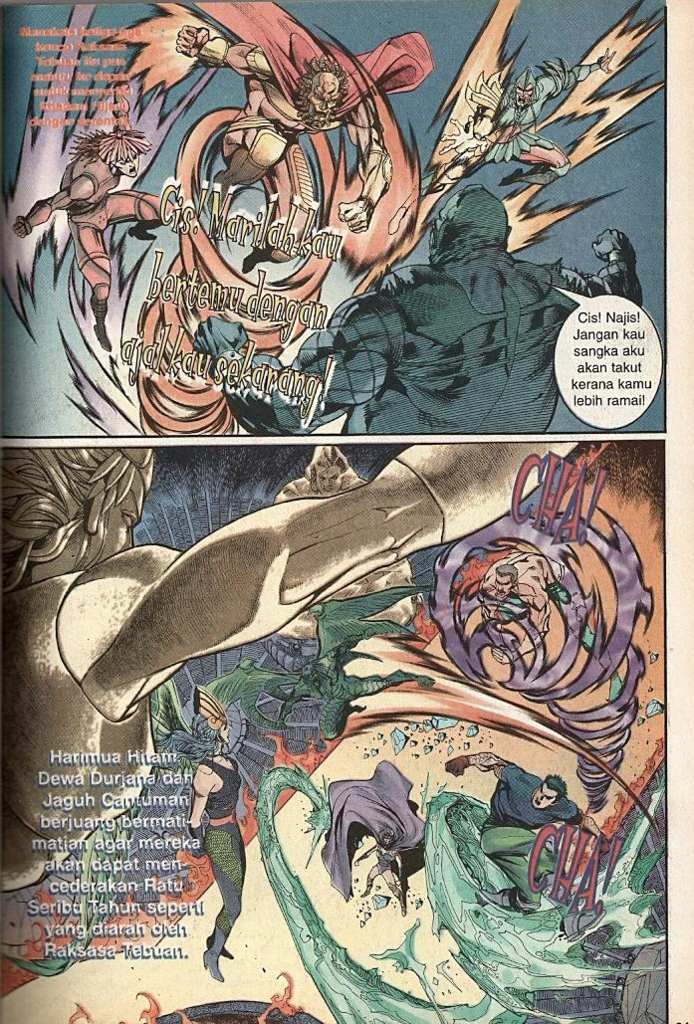 Cis! Marilah kau
bertemu dengan
ajal kau sekarang!
Cis! Najis!
Jangan kau
sangka aku
akan takut
kerana kamu
lebih ramai!
CHA!
Harimua Hitam,
Dewa Durjana dan
Jaguh Cantuman
berjuang bermati-
matian agar mereka
akan dapat men-
cederakan Ratu
Seribu Tahun seperti
yang diarah oleh
Raksasa Tebuan.
CHA!
CHA!